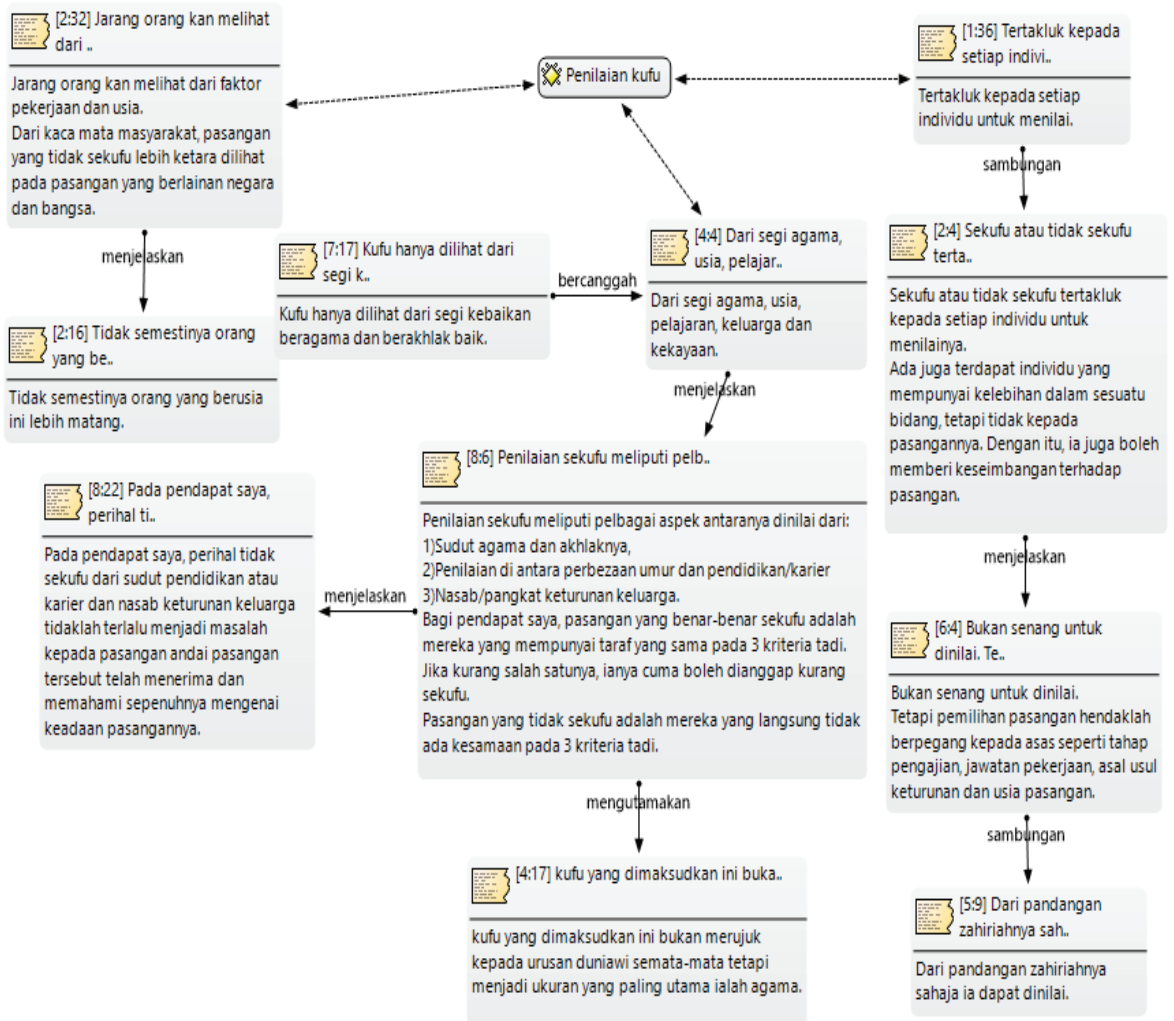 [2:32] Jarang orang kan melihat
dari ..
Jarang orang kan melihat dari faktor
pekerjaan dan usia.
Dari kaca mata masyarakat, pasangan
yang tidak sekufu lebih ketara dilihat
pada pasangan yang berlainan negara
dan bangsa.
menjelaskan
[2:16] Tidak semestinya orang
yang be..
Tidak semestinya orang yang berusia
ini lebih matang.
Penilaian kufu
[1:36] Tertakluk kepada
setiap indivi..
Tertakluk kepada setiap
individu untuk menilai.
sambungan
[2:4] Sekufu atau tidak sekufu
terta..
Sekufu atau tidak sekufu tertakluk
kepada setiap individu untuk
menilainya.
Ada juga terdapat individu yang
mempunyai kelebihan dalam sesuatu
bidang, tetapi tidak kepada
pasangannya. Dengan itu, ia juga boleh
memberi keseimbangan terhadap
pasangan.
menjelaskan
[6:4] Bukan senang untuk
dinilai. Te..
Bukan senang untuk dinilai.
Tetapi pemilihan pasangan hendaklah
berpegang kepada asas seperti tahap
pengajian, jawatan pekerjaan, asal usul
keturunan dan usia pasangan.
sambungan
[5:9] Dari pandangan
zahiriahnya sah..
Dari pandangan zahiriahnya
sahaja ia dapat dinilai.
[7:17] Kufu hanya dilihat dari
segi k..
Kufu hanya dilihat dari segi kebaikan
beragama dan berakhlak baik.
bercanggah
[4:4] Dari segi agama,
usia, pelajar..
Dari segi agama, usia,
pelajaran, keluarga dan
kekayaan.
menjelaskan
[8:6] Penilaian sekufu meliputi pelb..
Penilaian sekufu meliputi pelbagai aspek antaranya dinilai dari:
1)Sudut agama dan akhlaknya,
2)Penilaian di antara perbezaan umur dan pendidikan/karier
3)Nasab/pangkat keturunan keluarga.
Bagi pendapat saya, pasangan yang benar-benar sekufu adalah
mereka yang mempunyai taraf yang sama pada 3 kriteria tadi.
Jika kurang salah satunya, ianya cuma boleh dianggap kurang
sekufu.
Pasangan yang tidak sekufu adalah mereka yang langsung tidak
ada kesamaan pada 3 kriteria tadi.
menjelaskan
[8:22] Pada pendapat saya,
perihal ti..
Pada pendapat saya, perihal tidak
sekufu dari sudut pendidikan atau
karier dan nasab keturunan keluarga
tidaklah terlalu menjadi masalah
kepada pasangan andai pasangan
tersebut telah menerima dan
memahami sepenuhnya mengenai
keadaan pasangannya.
mengutamakan
[4:17] kufu yang dimaksudkan ini buka..
kufu yang dimaksudkan ini bukan merujuk
kepada urusan duniawi semata-mata tetapi
menjadi ukuran yang paling utama ialah agama.